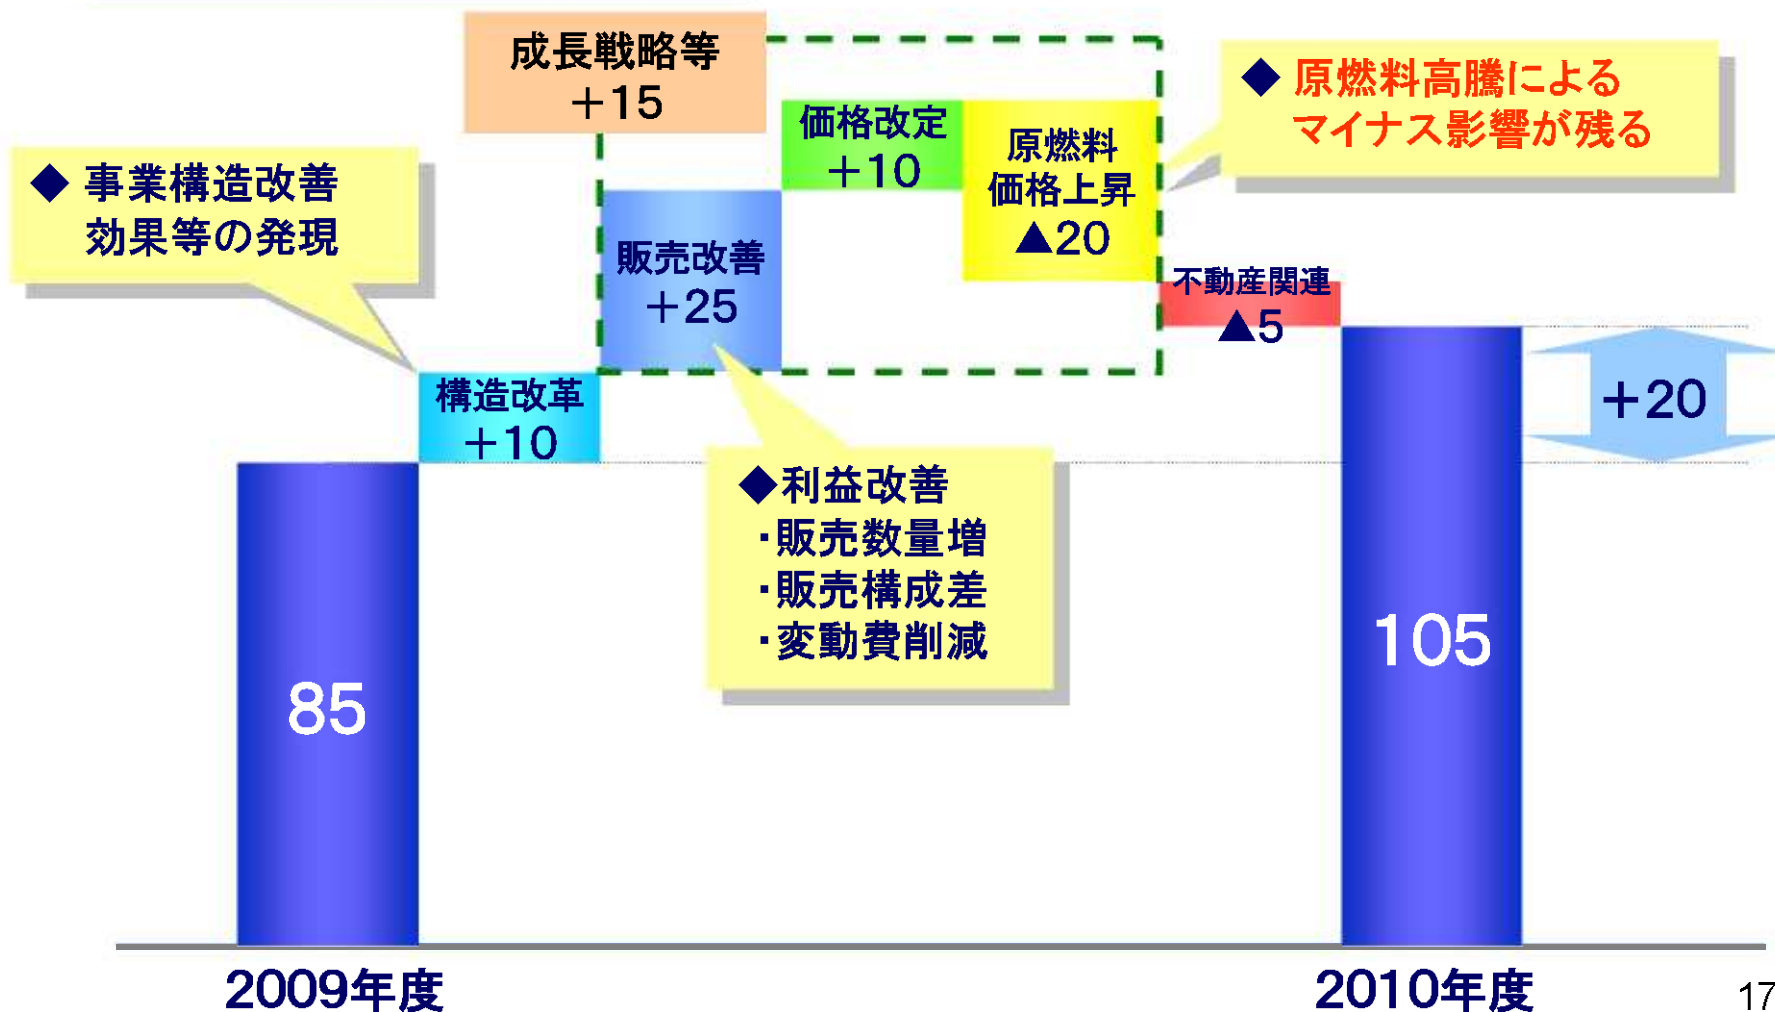 成長戦略等
＋15
◆ 原燃料高騰による
マイナス影響が残る
価格改定
＋10
原燃料
価格上昇
▲20
◆ 事業構造改善
効果等の発現
販売改善
＋25
不動産関連
▲5
構造改革
＋10
＋20
◆利益改善
・販売数量増
・販売構成差
・変動費削減
85
105
2009年度
2010年度
17